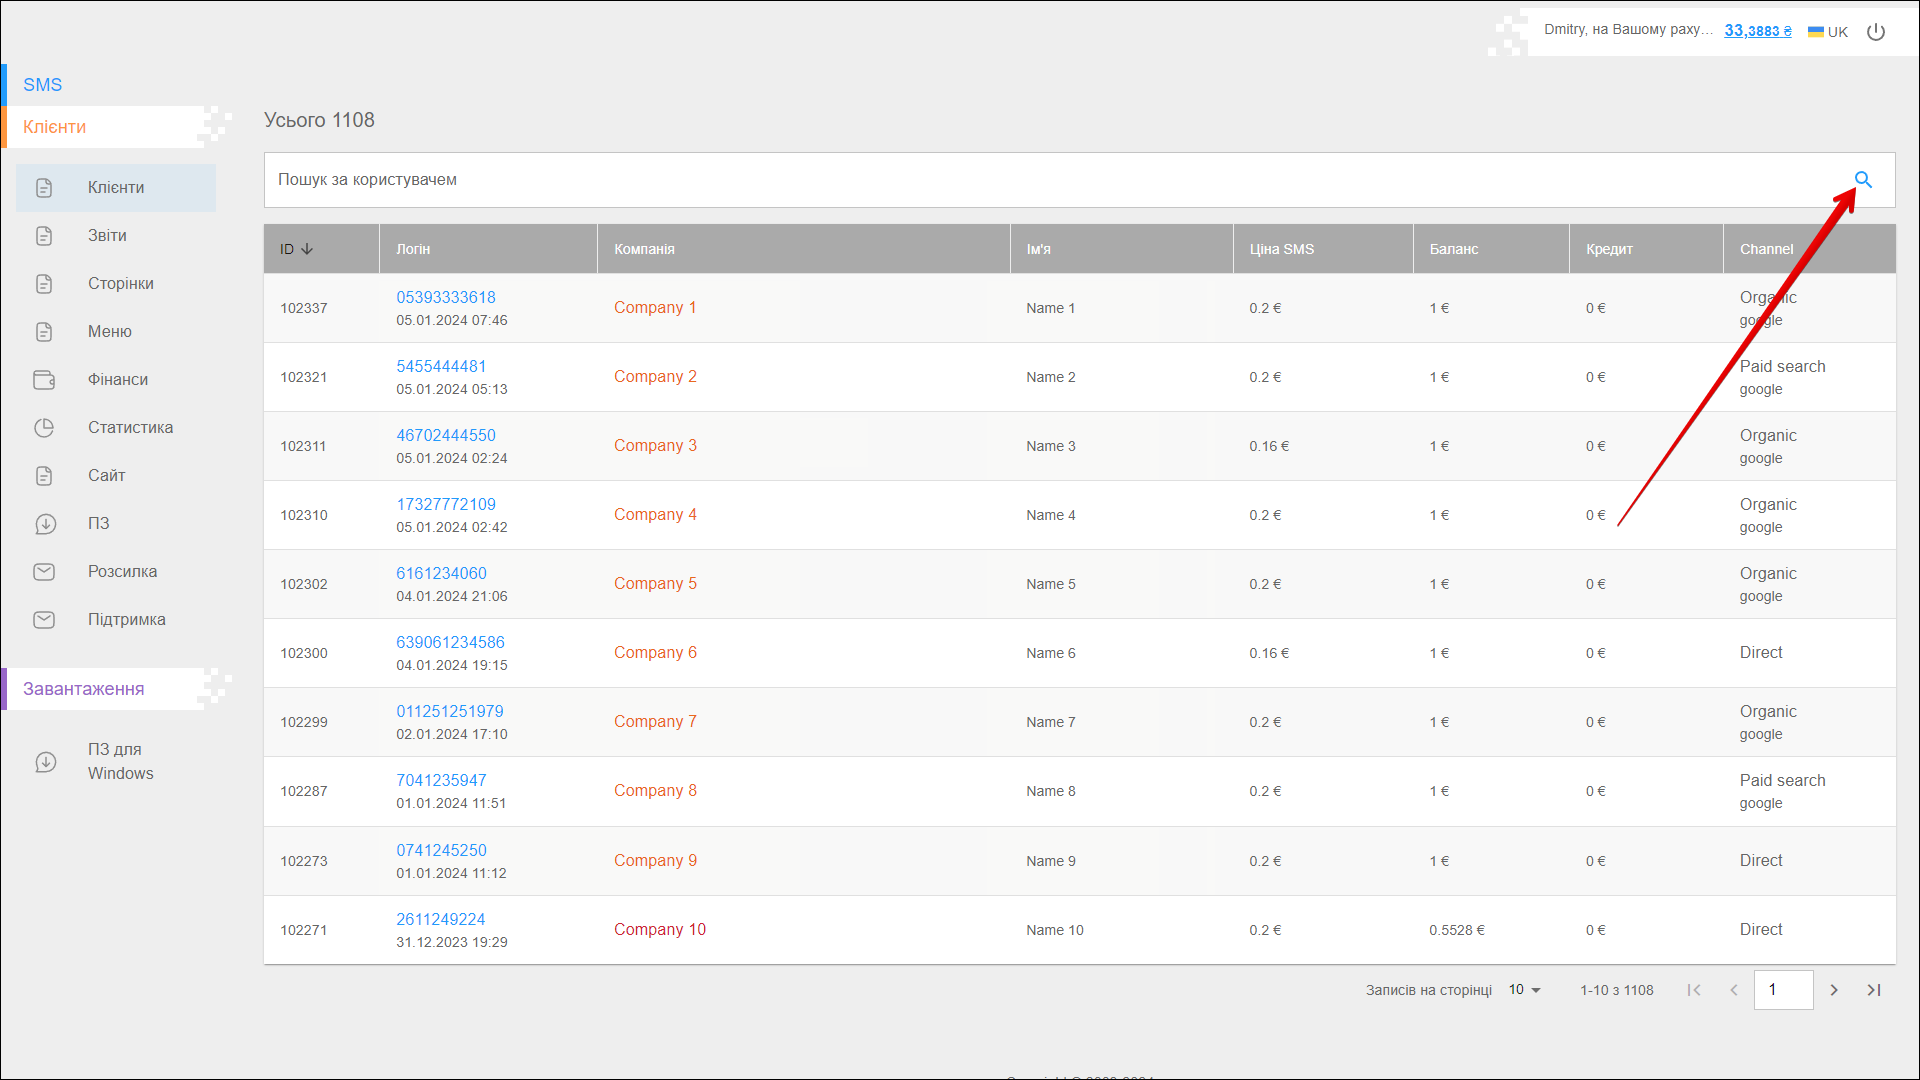 Dmitry, на Вашому раху... 33,3883 ₴ UK
SMS
Клієнти
Клієнти
Звіти
Сторінки
Меню
Фінанси
Статистика
Сайт
ПЗ
Розсилка
Підтримка
Завантаження
ПЗ для
Windows
Усього 1108
Пошук за користувачем
ID Логін Компанія Ім'я Ціна SMS Баланс Кредит Channel
102337 05393333618 05.01.2024 07:46 Company 1 Name 1 0.2 € 1 € 0 € Organic google
102321 5455444481 05.01.2024 05:13 Company 2 Name 2 0.2 € 1 € 0 € Paid search google
102311 46702444550 05.01.2024 02:24 Company 3 Name 3 0.16 € 1 € 0 € Organic google
102310 17327772109 05.01.2024 02:42 Company 4 Name 4 0.2 € 1 € 0 € Organic google
102302 6161234060 04.01.2024 21:06 Company 5 Name 5 0.2 € 1 € 0 € Organic google
102300 639061234586 04.01.2024 19:15 Company 6 Name 6 0.16 € 1 € 0 € Direct
102299 011251251979 02.01.2024 17:10 Company 7 Name 7 0.2 € 1 € 0 € Organic google
102287 7041235947 01.01.2024 11:51 Company 8 Name 8 0.2 € 1 € 0 € Paid search google
102273 0741245250 01.01.2024 11:12 Company 9 Name 9 0.2 € 1 € 0 € Direct
102271 2611249224 31.12.2023 19:29 Company 10 Name 10 0.2 € 0.5528 € 0 € Direct
Записів на сторінці 10 1-10 з 1108 1